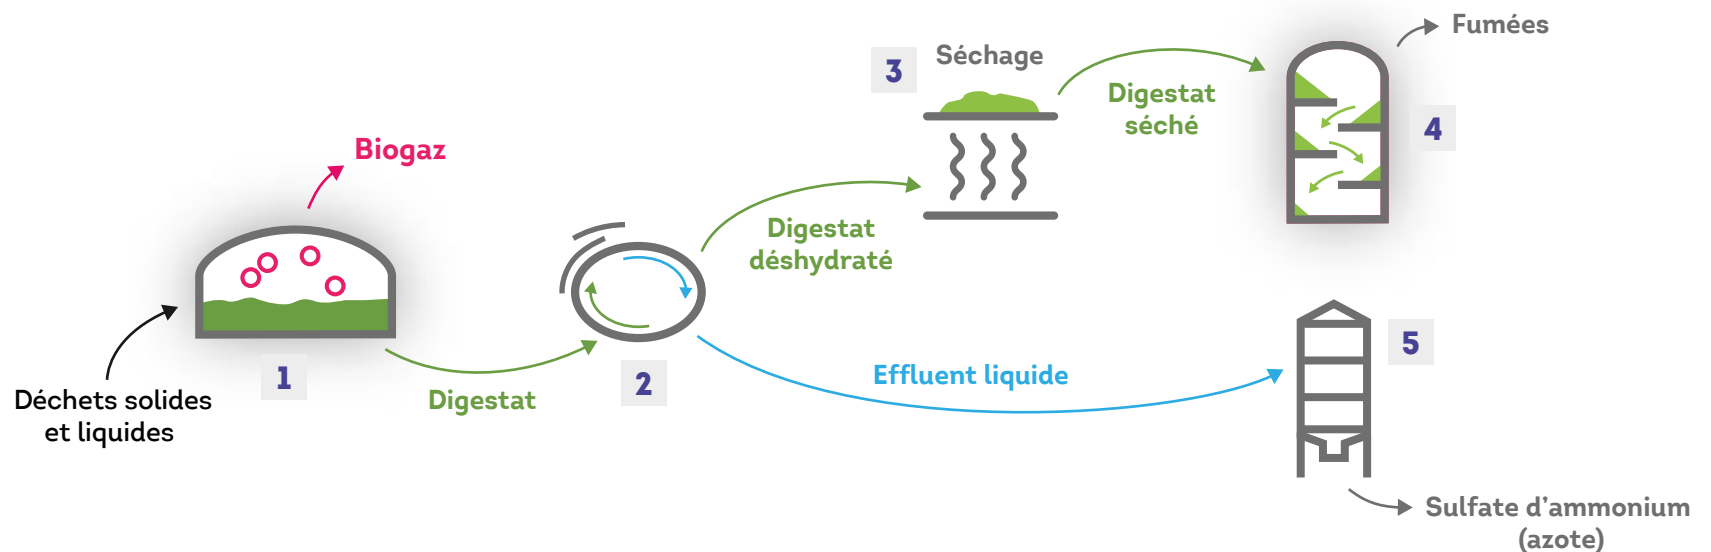 Déchets solides
et liquides
1
Biogaz
Digestat
2
Digestat
déshydraté
Effluent liquide
3
Séchage
Digestat
séché
4
Fumées
5
Sulfate d’ammonium
(azote)